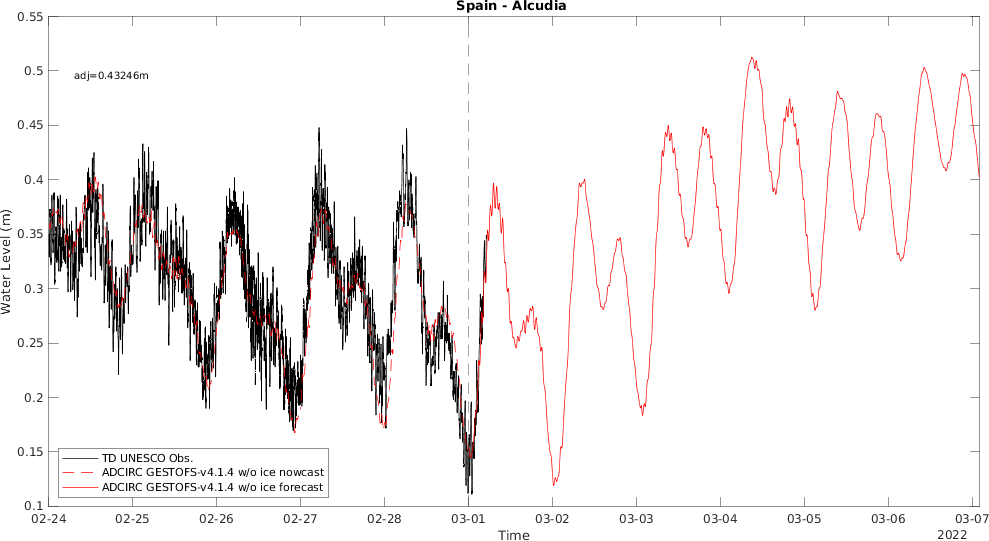 Spain - Alcudia
0.55
0.5
0.45
0.4
0.35
0.3
0.25
0.2
0.15
0.1
Water Level (m)
adj=0.43246m
TD UNESCO Obs.
ADCIRC GESTOFS-v4.1.4 w/o ice nowcast
ADCIRC GESTOFS-v4.1.4 w/o ice forecast
02-24 02-25 02-26 02-27 02-28 03-01 03-02 03-03 03-04 03-05 03-06 03-07
Time
2022